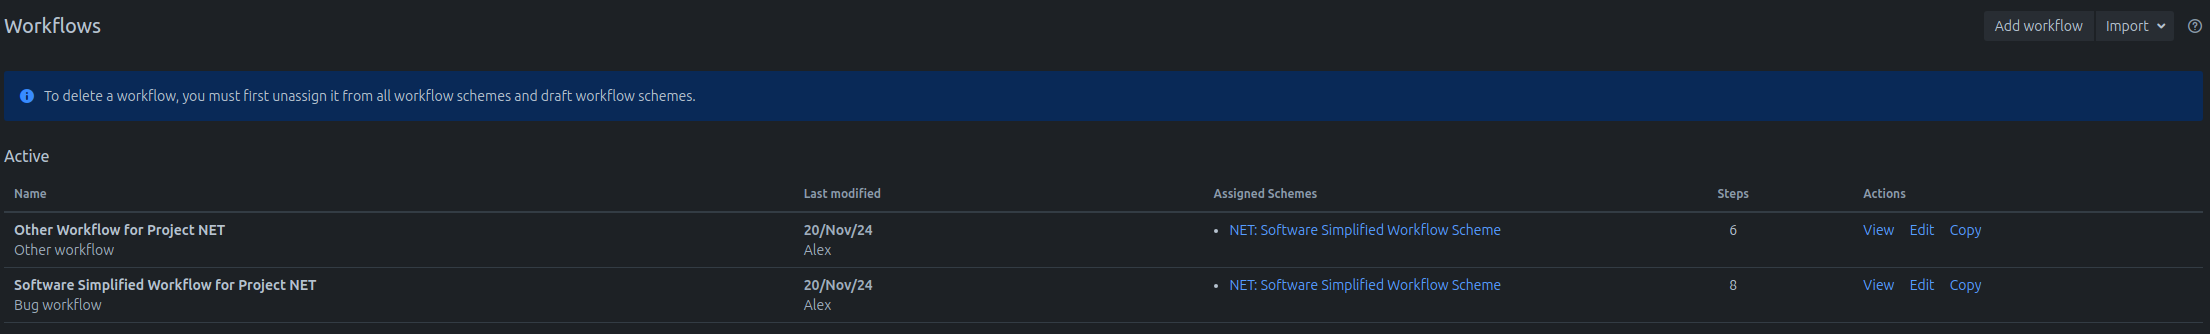 Workflows
Add workflow Import
To delete a workflow, you must first unassign it from all workflow schemes and draft workflow schemes.
Active
Name Last modified Assigned Schemes Steps Actions
Other Workflow for Project NET 20/Nov/24 • NET: Software Simplified Workflow Scheme 6 View Edit Copy
Other workflow Alex
Software Simplified Workflow for Project NET 20/Nov/24 • NET: Software Simplified Workflow Scheme 8 View Edit Copy
Bug workflow Alex